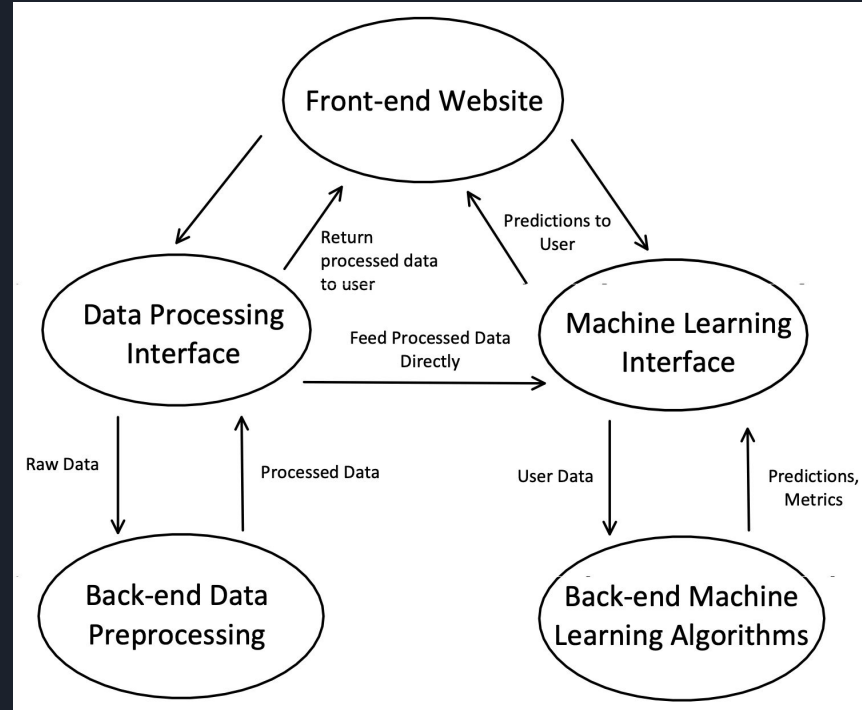 Front-end Website
Return
processed data
to user
Predictions to
User
Data Processing
Interface
Feed Processed Data
Directly
Machine Learning
Interface
Raw Data
Processed Data
User Data
Predictions,
Metrics
Back-end Data
Preprocessing
Back-end Machine
Learning Algorithms